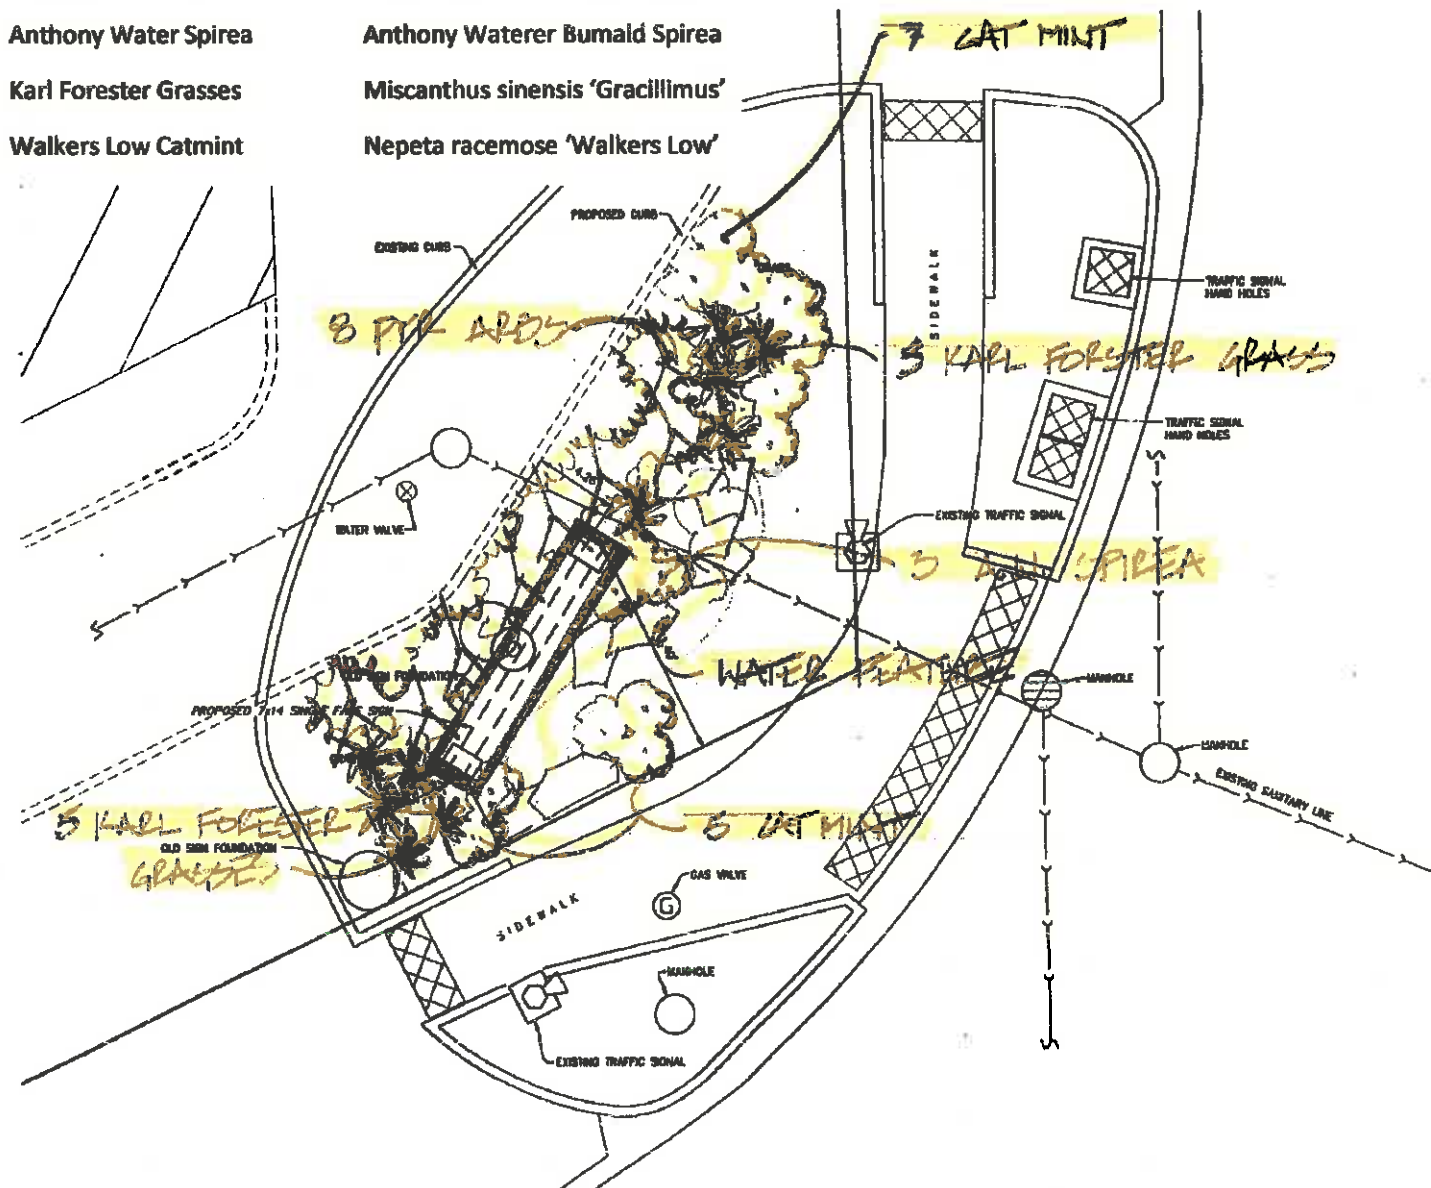 Anthony Water Spirea Anthony Waterer Bumald Spirea
Karl Forester Grasses Miscanthus sinensis ‘Gracillimus’
Walkers Low Catmint Nepeta racemose ‘Walkers Low’
7 CAT MINT
PROPOSED CURB
EXISTING CURB
SIDEWALK
TRAFFIC SIGNAL
HAND HOLES
8 PYR ARBS
5 KARL FORSTER GRASS
TRAFFIC SIGNAL
HAND HOLES
WATER VALVE
EXISTING TRAFFIC SIGNAL
3 A.W SPIREA
WATER FEATURE
OLD SIGN FOUNDATION
MANHOLE
PROPOSED 7x14 SINGLE FACE SIGN
MANHOLE
EXISTING SANITARY LINE
5 KARL FORESTER
GRASSES
5 CAT MINT
OLD SIGN FOUNDATION
GAS VALVE
G
SIDEWALK
MANHOLE
EXISTING TRAFFIC SIGNAL